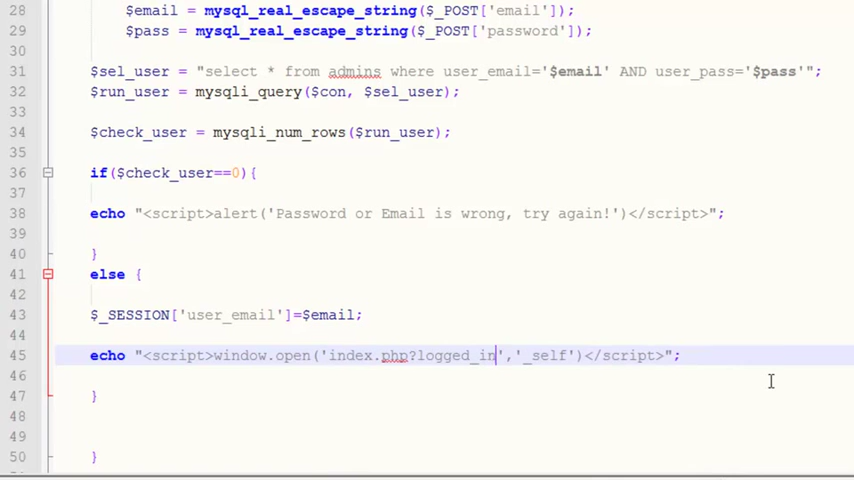 28 $email = mysql_real_escape_string($_POST['email']);
29 $pass = mysql_real_escape_string($_POST['password']);
30
31 $sel_user = "select * from admins where user_email='$email' AND user_pass='$pass'";
32 $run_user = mysqli_query($con, $sel_user);
33
34 $check_user = mysqli_num_rows($run_user);
35
36 if($check_user==0){
37
38 echo "<script>alert('Password or Email is wrong, try again!')</script>";
39
40 }
41 else {
42
43 $_SESSION['user_email']=$email;
44
45 echo "<script>window.open('index.php?logged_in','_self')</script>";
46
47 }
48
49
50 }